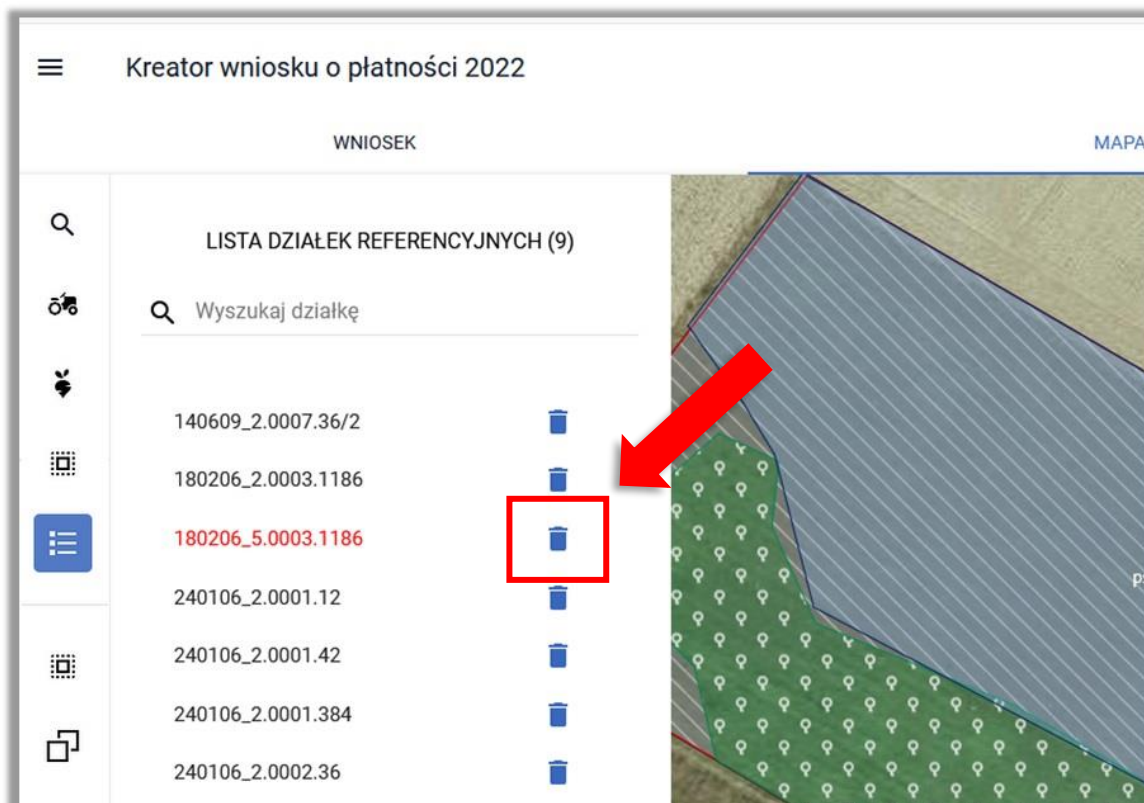 Kreator wniosku o płatności 2022
WNIOSEK
MAPA
LISTA DZIAŁEK REFERENCYJNYCH (9)
Wyszukaj działkę
140609_2.0007.36/2
180206_2.0003.1186
180206_5.0003.1186
240106_2.0001.12
240106_2.0001.42
240106_2.0001.384
240106_2.0002.36